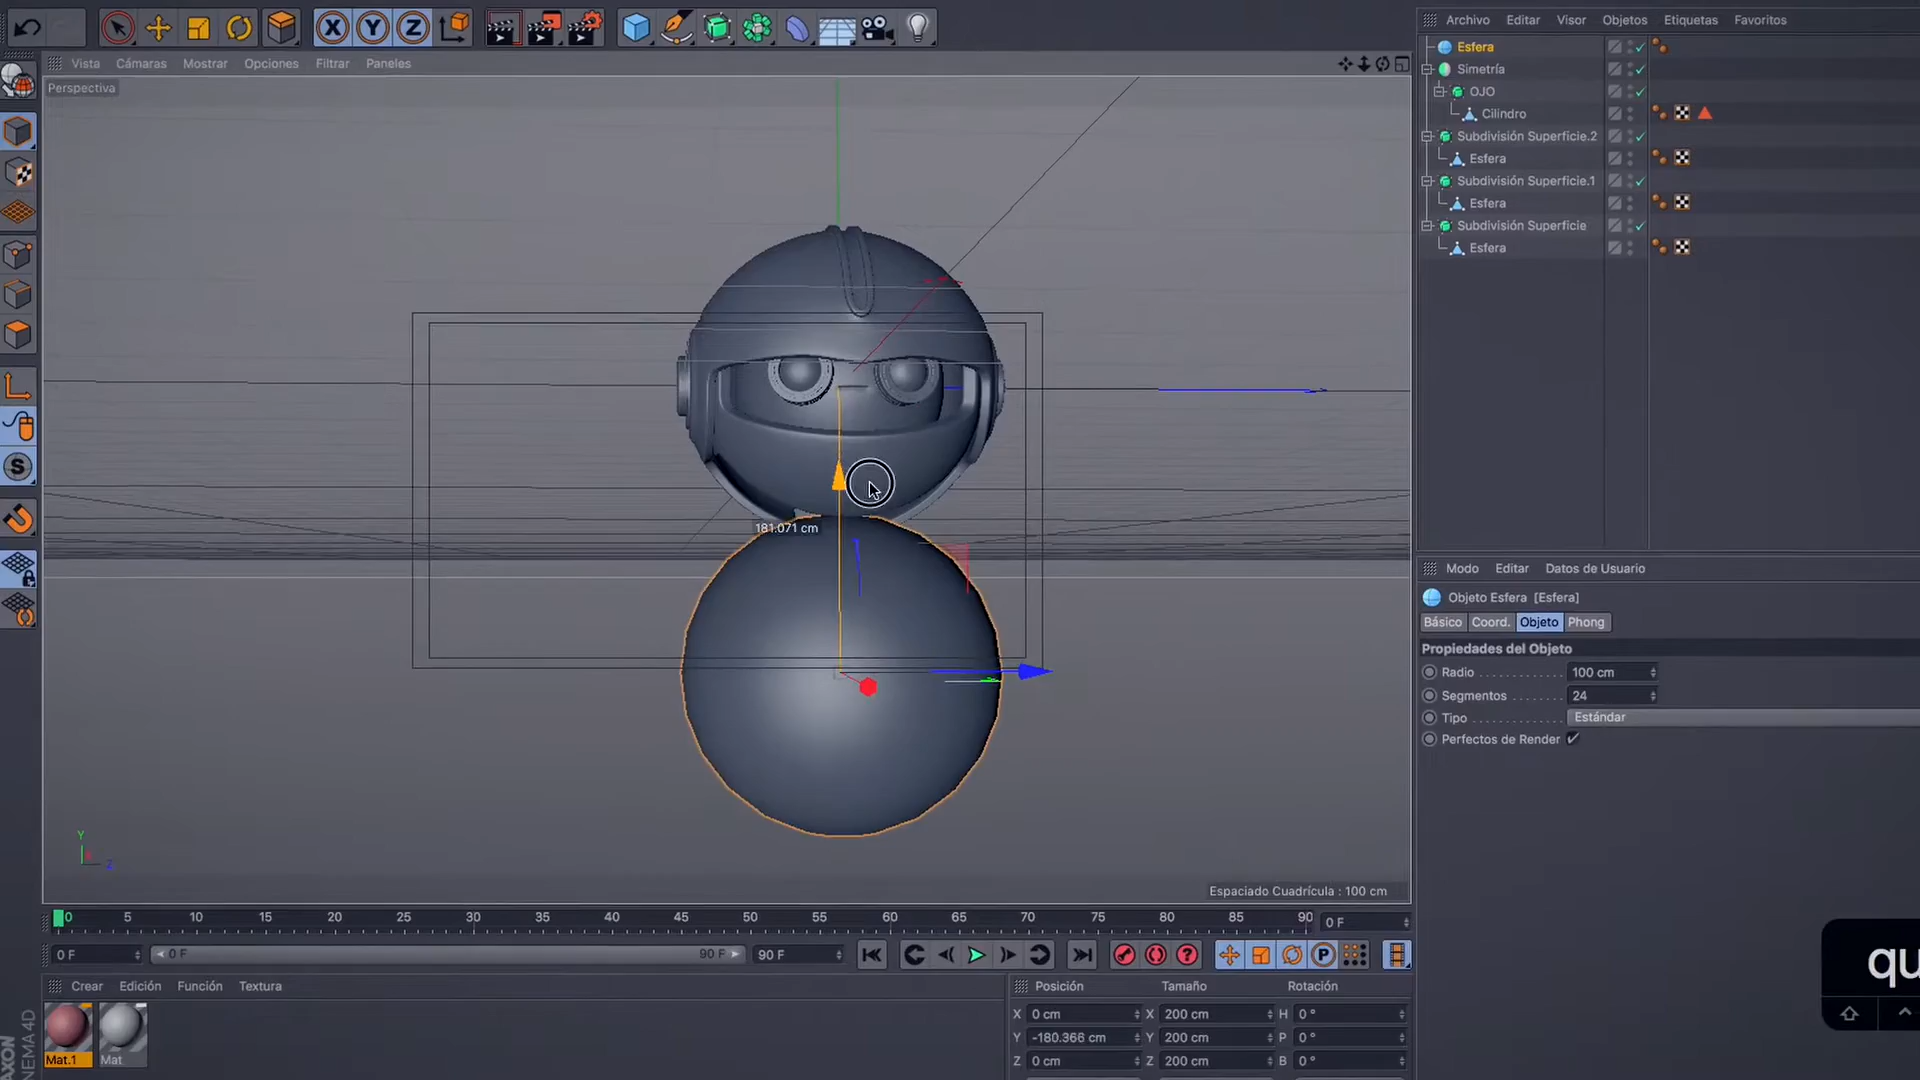 Archivo Editar Visor Objetos Etiquetas Favoritos
X Y Z
Vista Cámaras Mostrar Opciones Filtrar Paneles
Perspectiva
Esfera
Simetría
OJO
Cilindro
Subdivisión Superficie.2
Esfera
Subdivisión Superficie.1
Esfera
Subdivisión Superficie
Esfera
S
181.071 cm
Modo Editar Datos de Usuario
Objeto Esfera [Esfera]
Básico Coord. Objeto Phong
Propiedades del Objeto
Radio . . . . . . . . . . . 100 cm
Segmentos . . . . . . . 24
Tipo . . . . . . . . . . . . Estándar
Perfectos de Render
Y
Z
Espaciado Cuadrícula : 100 cm
0 5 10 15 20 25 30 35 40 45 50 55 60 65 70 75 80 85 90 0 F
0 F 0 F 90 F 90 F
P
qu
Crear Edición Función Textura
Posición Tamaño Rotación
X 0 cm X 200 cm H 0 °
Y -180.366 cm Y 200 cm P 0 °
Z 0 cm Z 200 cm B 0 °
Mat.1 Mat
AXON
NEMA 4D